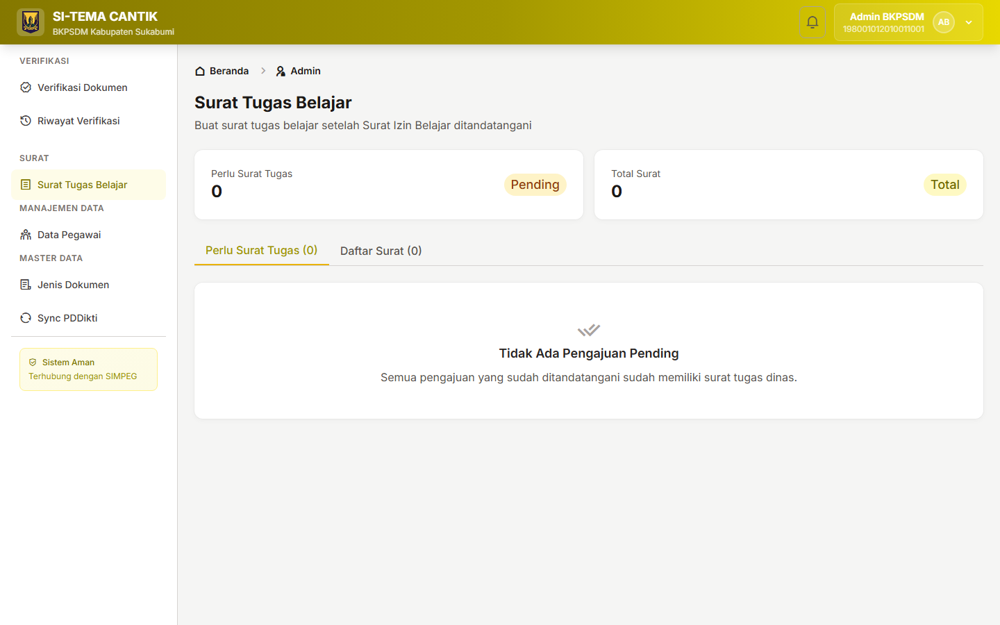 SI-TEMA CANTIK
BKPSDM Kabupaten Sukabumi
Admin BKPSDM
198001012010011001
AB
VERIFIKASI
Verifikasi Dokumen
Riwayat Verifikasi
SURAT
Surat Tugas Belajar
MANAJEMEN DATA
Data Pegawai
MASTER DATA
Jenis Dokumen
Sync PDDikti
Sistem Aman
Terhubung dengan SIMPEG
Beranda
Admin
Surat Tugas Belajar
Buat surat tugas belajar setelah Surat Izin Belajar ditandatangani
Perlu Surat Tugas
0
Pending
Total Surat
0
Total
Perlu Surat Tugas (0)
Daftar Surat (0)
Tidak Ada Pengajuan Pending
Semua pengajuan yang sudah ditandatangani sudah memiliki surat tugas dinas.